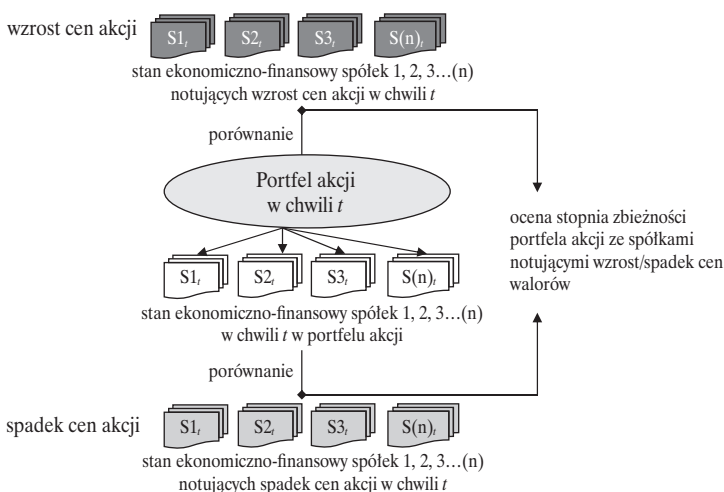 wzrost cen akcji
S1t S2t S3t S(n)t
stan ekonomiczno-finansowy spółek 1, 2, 3…(n)
notujących wzrost cen akcji w chwili t
porównanie
Portfel akcji
w chwili t
S1t S2t S3t S(n)t
stan ekonomiczno-finansowy spółek 1, 2, 3…(n)
w chwili t w portfelu akcji
ocena stopnia zbieżności
portfela akcji ze spółkami
notującymi wzrost/spadek cen
walorów
porównanie
spadek cen akcji
S1t S2t S3t S(n)t
stan ekonomiczno-finansowy spółek 1, 2, 3…(n)
notujących spadek cen akcji w chwili t